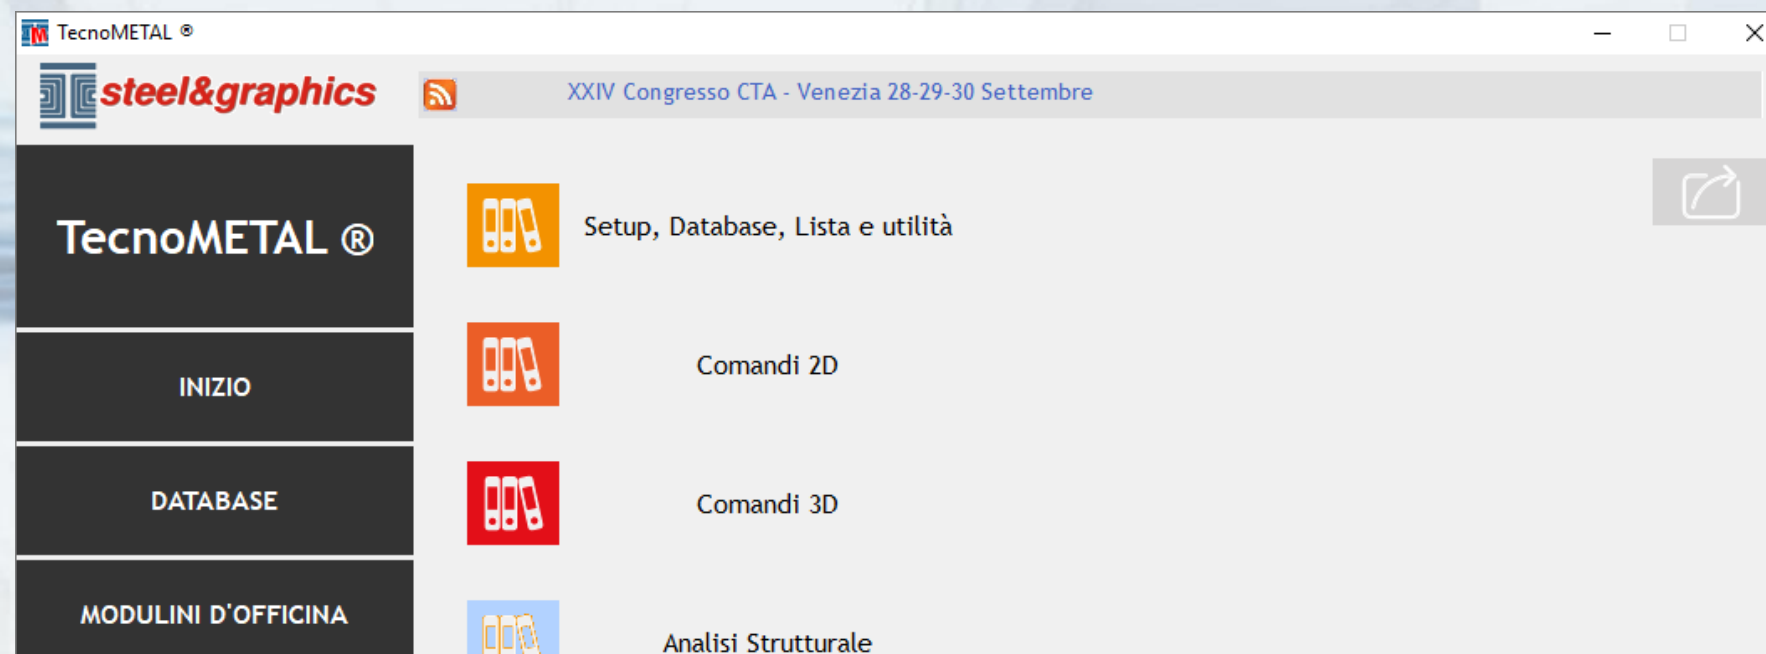 TecnoMETAL ®
steel&graphics
XXIV Congresso CTA - Venezia 28-29-30 Settembre
TecnoMETAL ®
INIZIO
DATABASE
MODULINI D'OFFICINA
Setup, Database, Lista e utilità
Comandi 2D
Comandi 3D
Analisi Strutturale